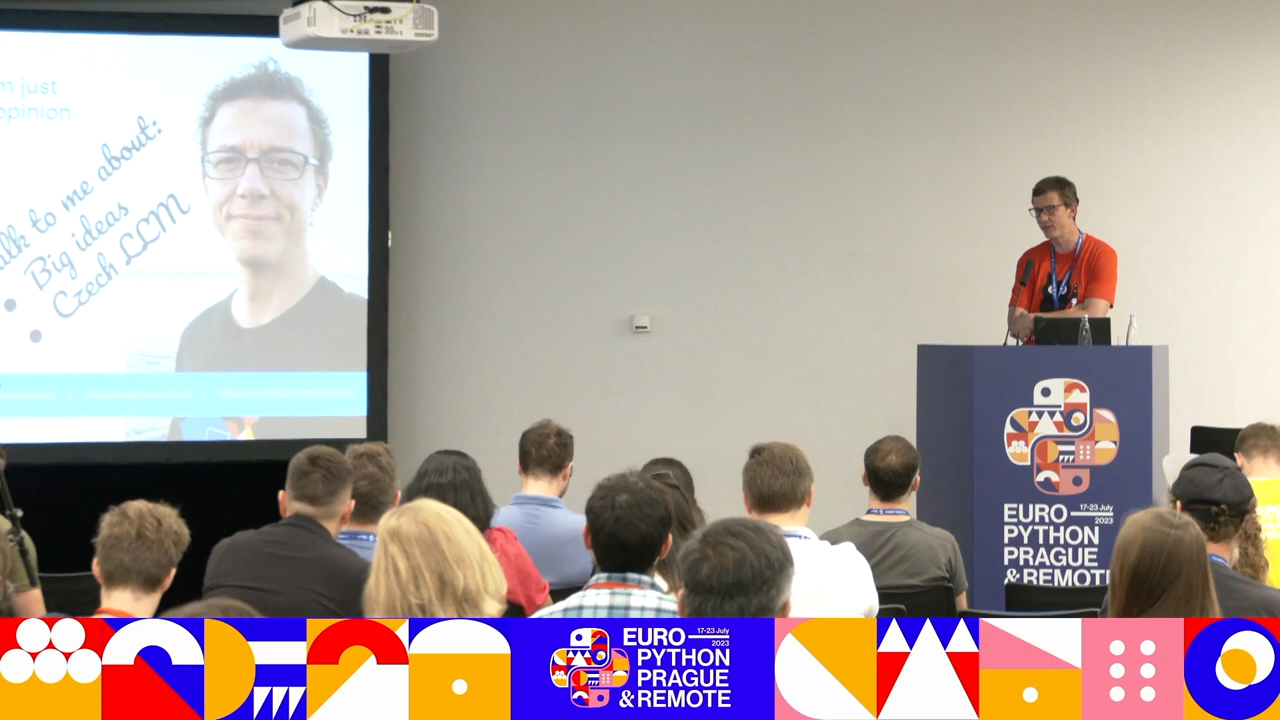 m just
opinion.
alk to me about:
Big ideas
Czech LLM
EURO
17-23 July
2023
PYTHON
PRAGUE
& REMOTE
EURO
17-23 July
2023
PYTHON
PRAGUE
& REMOTE